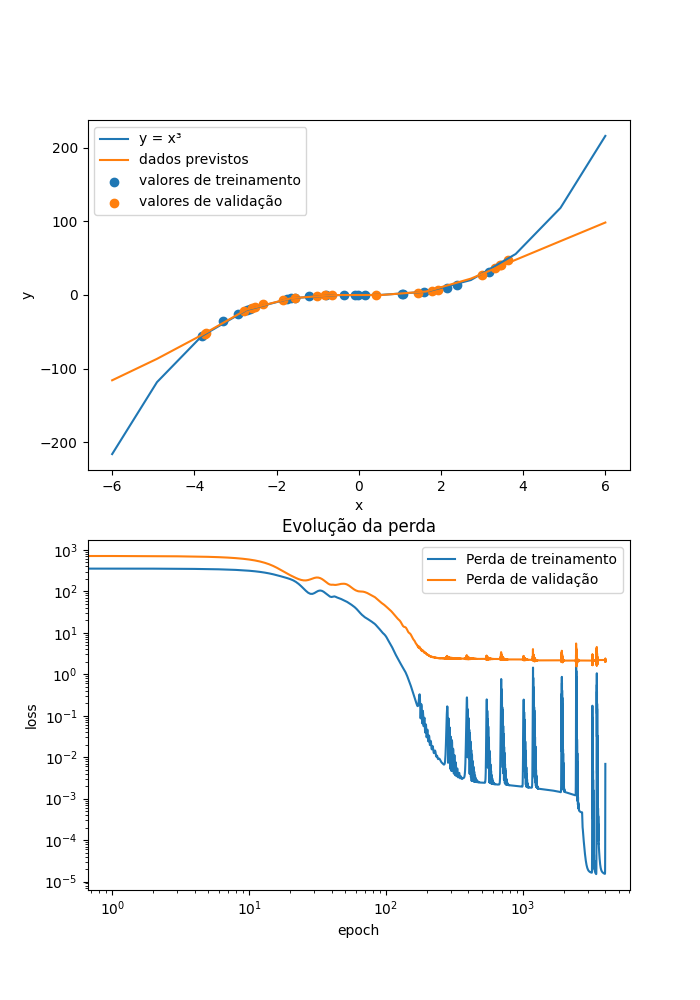 y = x³
dados previstos
valores de treinamento
valores de validação
200
100
0
−100
−200
y
−6
−4
−2
0
2
4
6
x
Evolução da perda
Perda de treinamento
Perda de validação
10³
10²
10¹
10⁰
10⁻¹
10⁻²
10⁻³
10⁻⁴
10⁻⁵
loss
10⁰
10¹
10²
10³
epoch